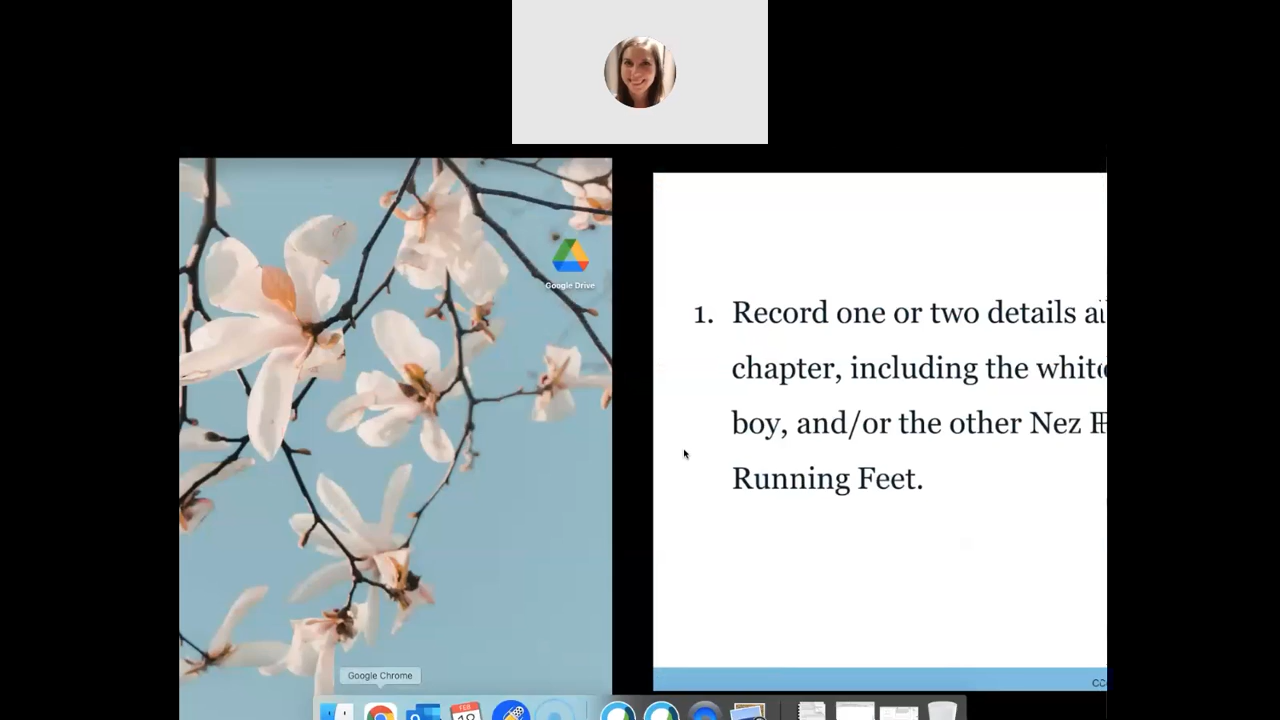 Google Drive
1. Record one or two details
chapter, including the
boy, and/or the other Nez
Running Feet.
Google Chrome
FEB